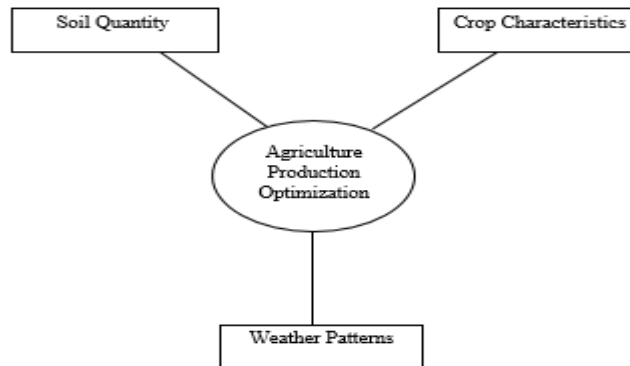 Soil Quantity
Crop Characteristics
Agriculture
Production
Optimization
Weather Patterns